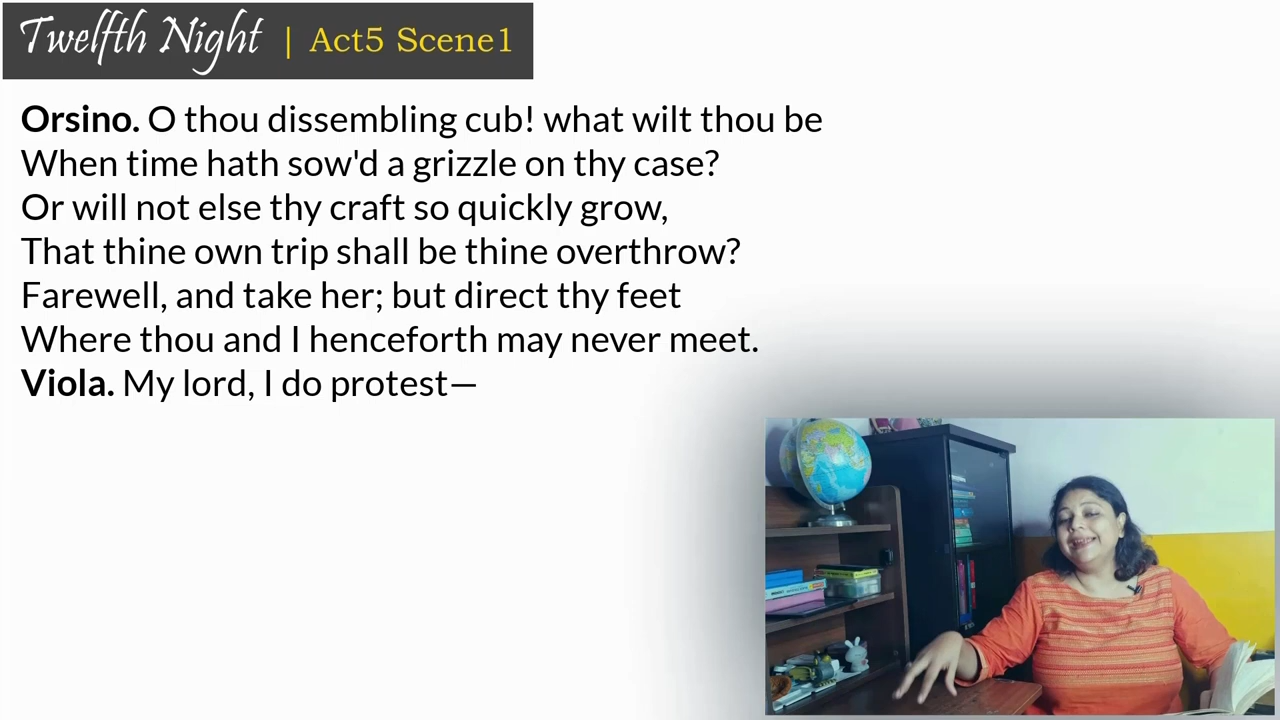 Twelfth Night | Act5 Scene1
Orsino. O thou dissembling cub! what wilt thou be
When time hath sow'd a grizzle on thy case?
Or will not else thy craft so quickly grow,
That thine own trip shall be thine overthrow?
Farewell, and take her; but direct thy feet
Where thou and I henceforth may never meet.
Viola. My lord, I do protest—